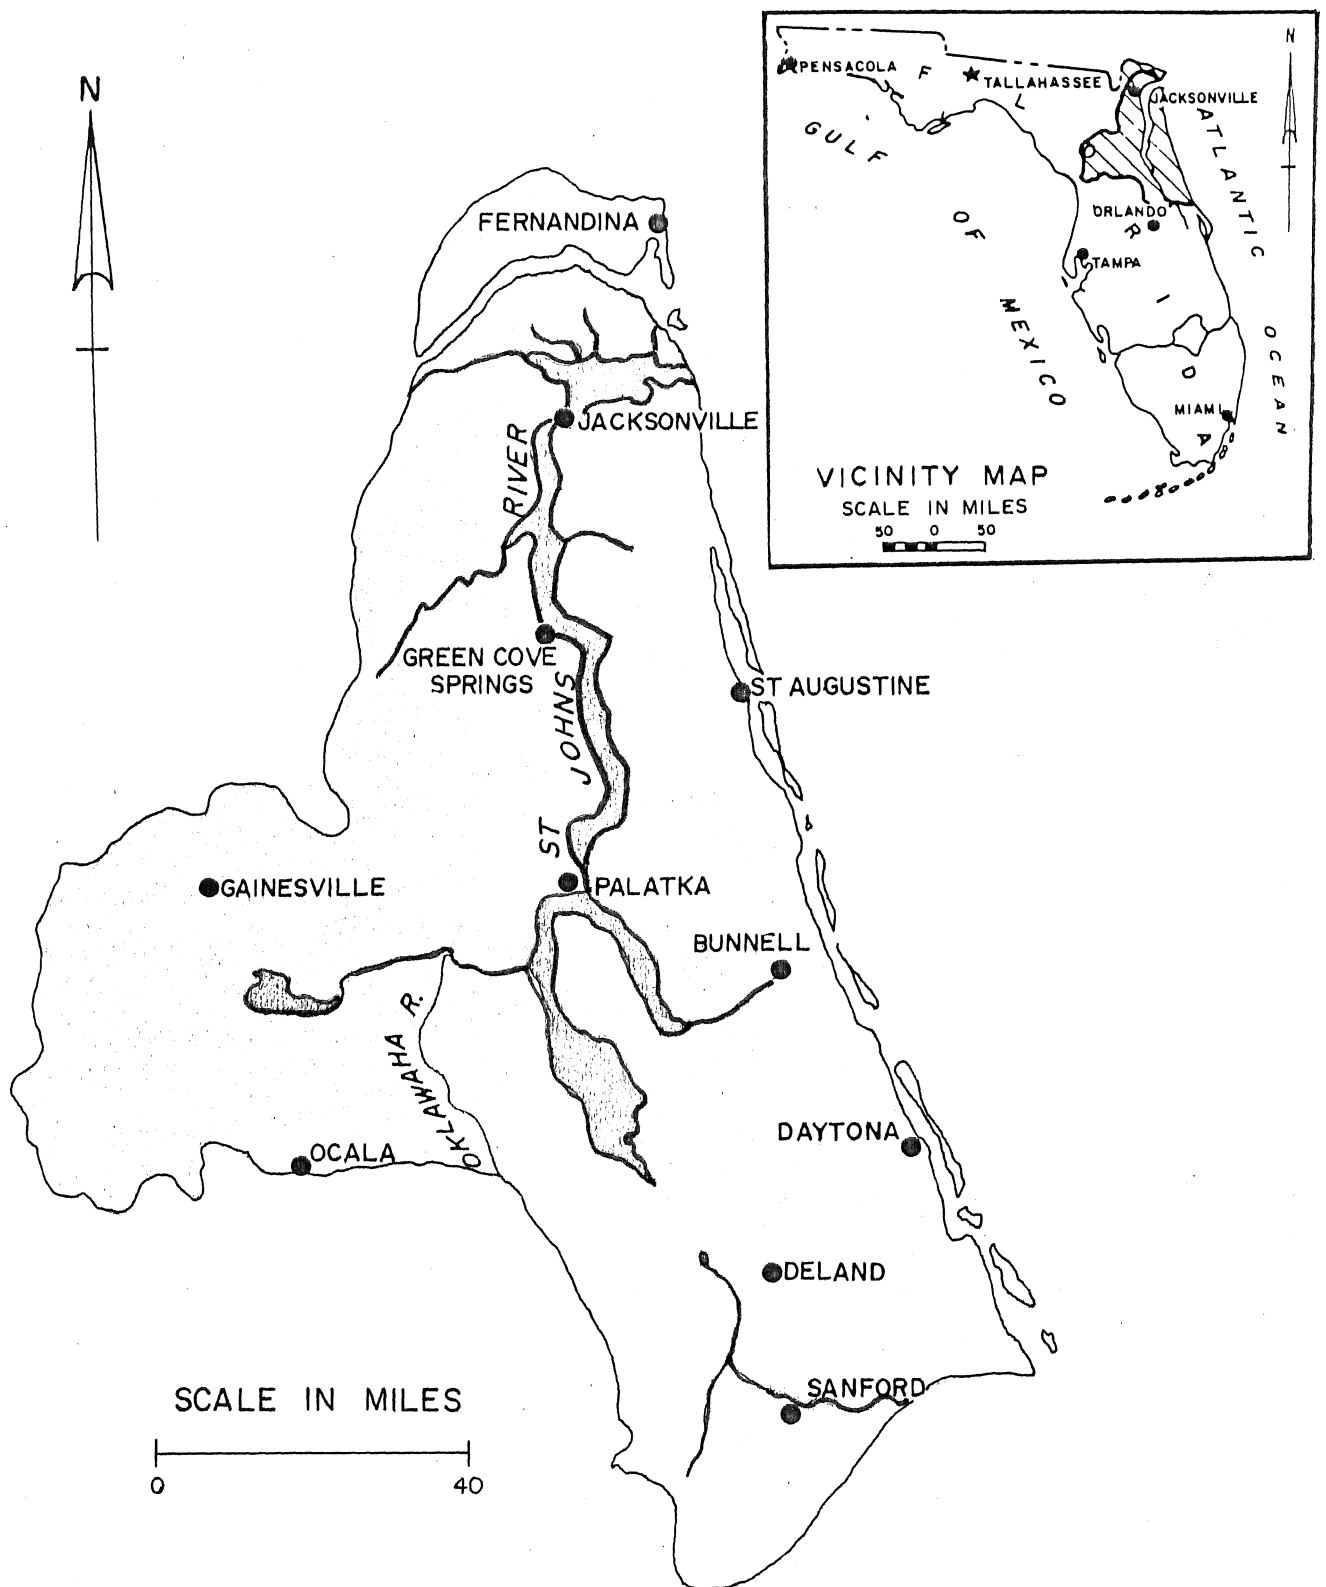 N
FERNANDINA
JACKSONVILLE
RIVER
GREEN COVE
SPRINGS
JOHNS
ST AUGUSTINE
ST
GAINESVILLE
PALATKA
BUNNELL
OKLAWAHA R.
DAYTONA
OCALA
DELAND
SANFORD
SCALE IN MILES
0 40
N
PENSACOLA
TALLAHASSEE
JACKSONVILLE
F L O R I D A
GULF OF MEXICO
ATLANTIC OCEAN
ORLANDO
TAMPA
MIAMI
VICINITY MAP
SCALE IN MILES
50 0 50